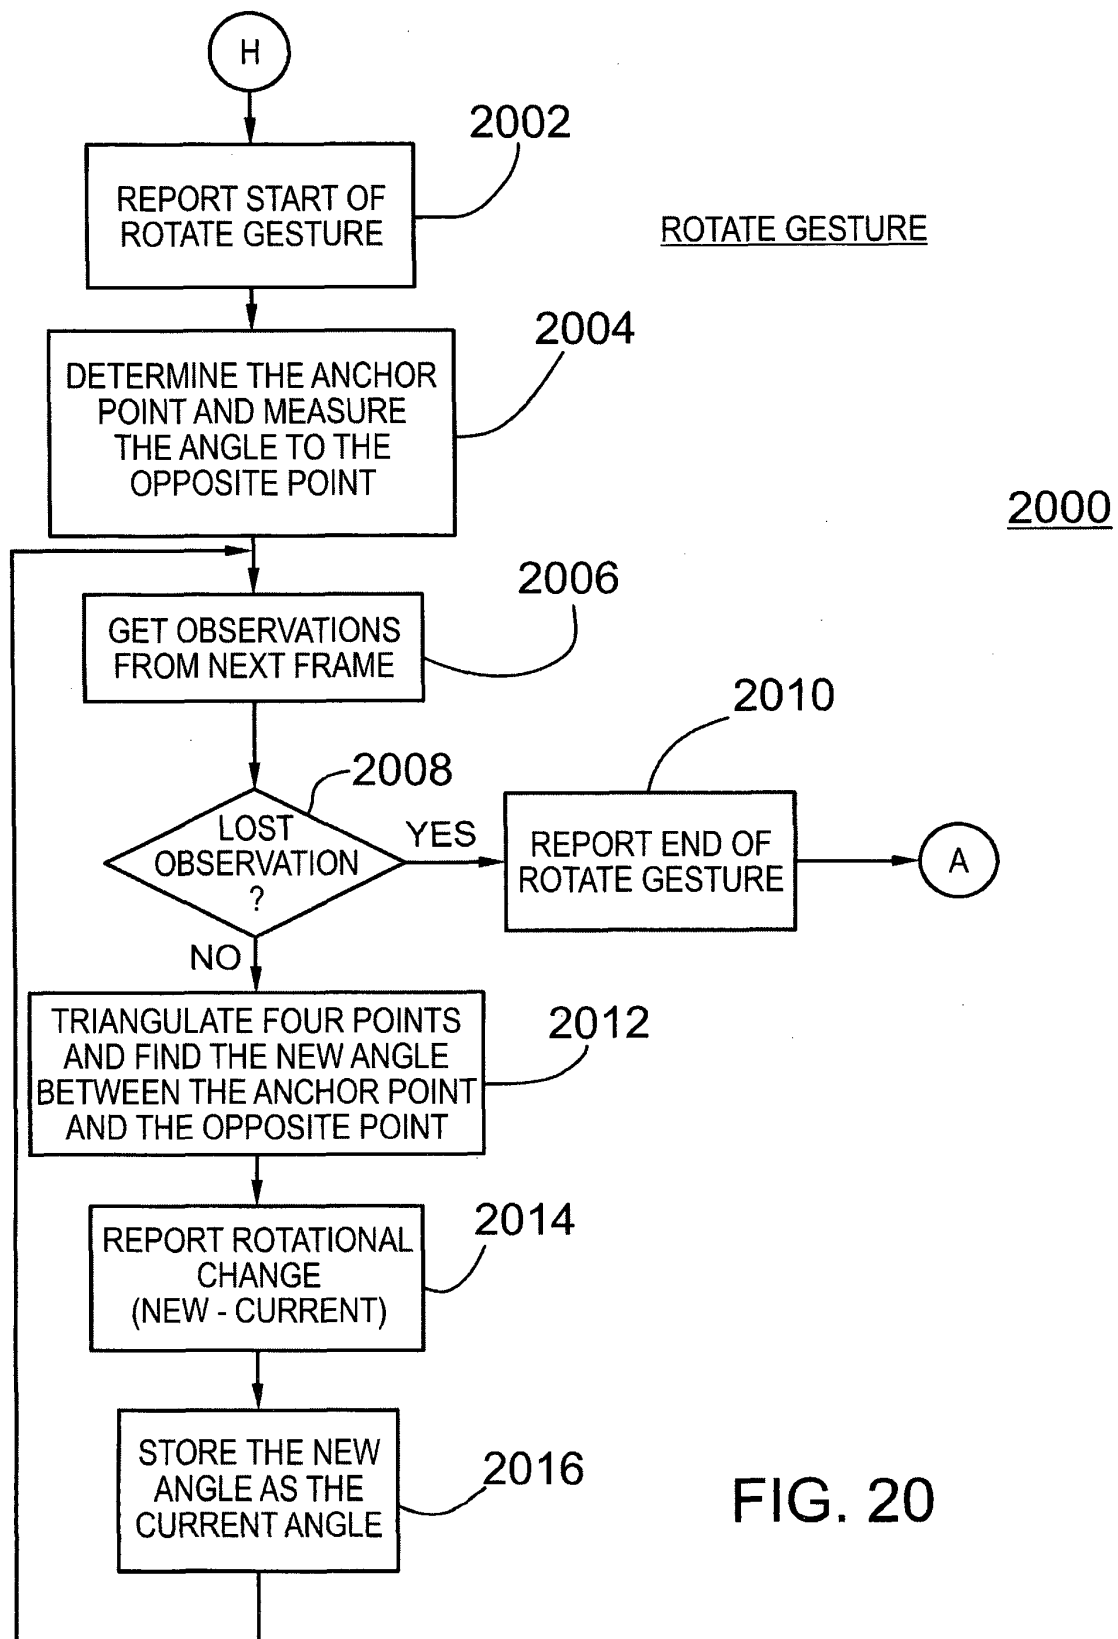 H
2002
REPORT START OF
ROTATE GESTURE
ROTATE GESTURE
2004
DETERMINE THE ANCHOR
POINT AND MEASURE
THE ANGLE TO THE
OPPOSITE POINT
2000
2006
GET OBSERVATIONS
FROM NEXT FRAME
2010
2008
LOST
OBSERVATION
?
YES
REPORT END OF
ROTATE GESTURE
A
NO
2012
TRIANGULATE FOUR POINTS
AND FIND THE NEW ANGLE
BETWEEN THE ANCHOR POINT
AND THE OPPOSITE POINT
2014
REPORT ROTATIONAL
CHANGE
(NEW - CURRENT)
2016
STORE THE NEW
ANGLE AS THE
CURRENT ANGLE
FIG. 20